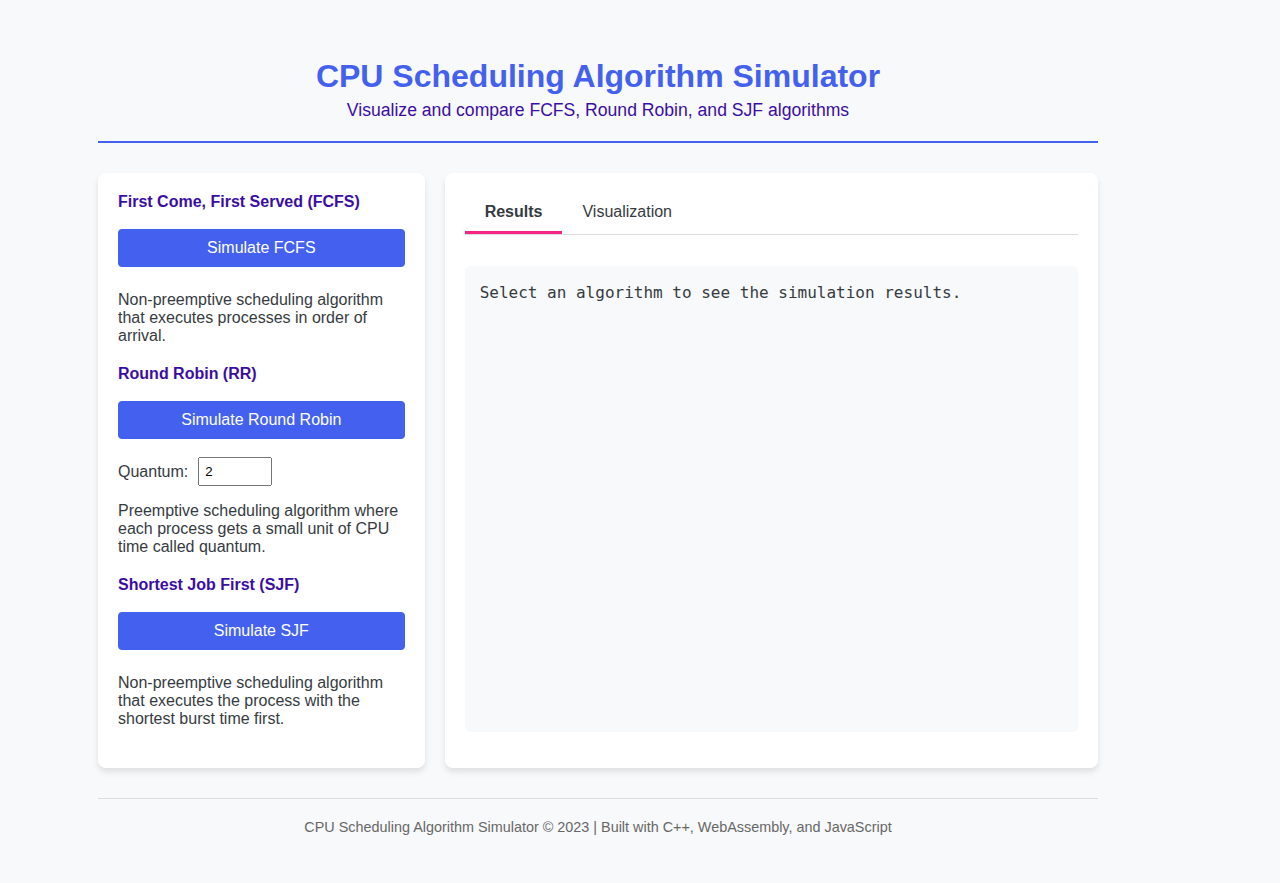 CPU Scheduling Algorithm Simulator
Visualize and compare FCFS, Round Robin, and SJF algorithms
First Come, First Served (FCFS)
Simulate FCFS
Non-preemptive scheduling algorithm
that executes processes in order of
arrival.
Round Robin (RR)
Simulate Round Robin
Quantum: 2
Preemptive scheduling algorithm where
each process gets a small unit of CPU
time called quantum.
Shortest Job First (SJF)
Simulate SJF
Non-preemptive scheduling algorithm
that executes the process with the
shortest burst time first.
Results Visualization
Select an algorithm to see the simulation results.
CPU Scheduling Algorithm Simulator © 2023 | Built with C++, WebAssembly, and JavaScript